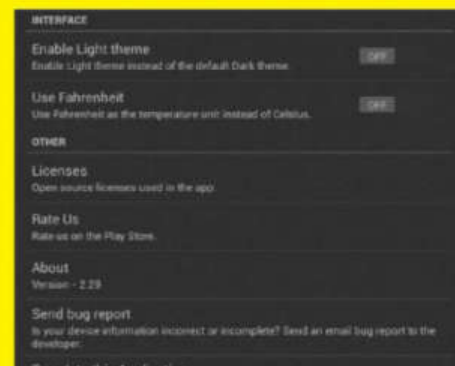 INTERFACE
Enable Light theme
Enable Light theme instead of the default Dark theme.
OFF
Use Fahrenheit
Use Fahrenheit as the temperature unit instead of Celsius.
OFF
OTHER
Licenses
Open source licenses used in the app.
Rate Us
Rate us on the Play Store.
About
Version - 2.29
Send bug report
Is your device information incorrect or incomplete? Send an email bug report to the
developer.